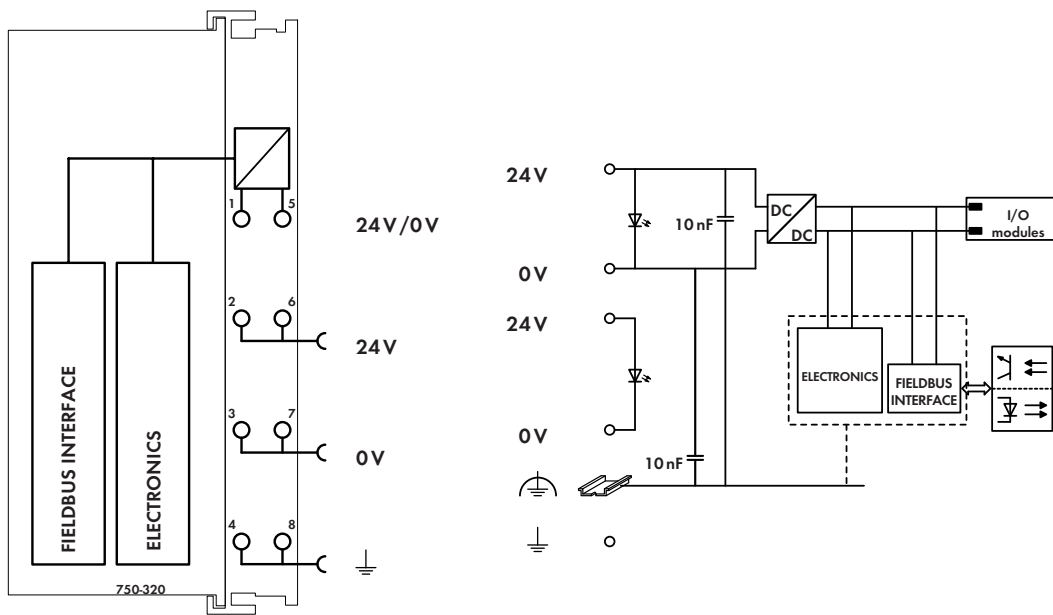 FIELDBUS INTERFACE
ELECTRONICS
750-320
1
5
24V/0V
2
6
24V
3
7
0V
4
8
24V
0V
24V
0V
10nF
10nF
DC
DC
I/O
modules
ELECTRONICS
FIELDBUS
INTERFACE